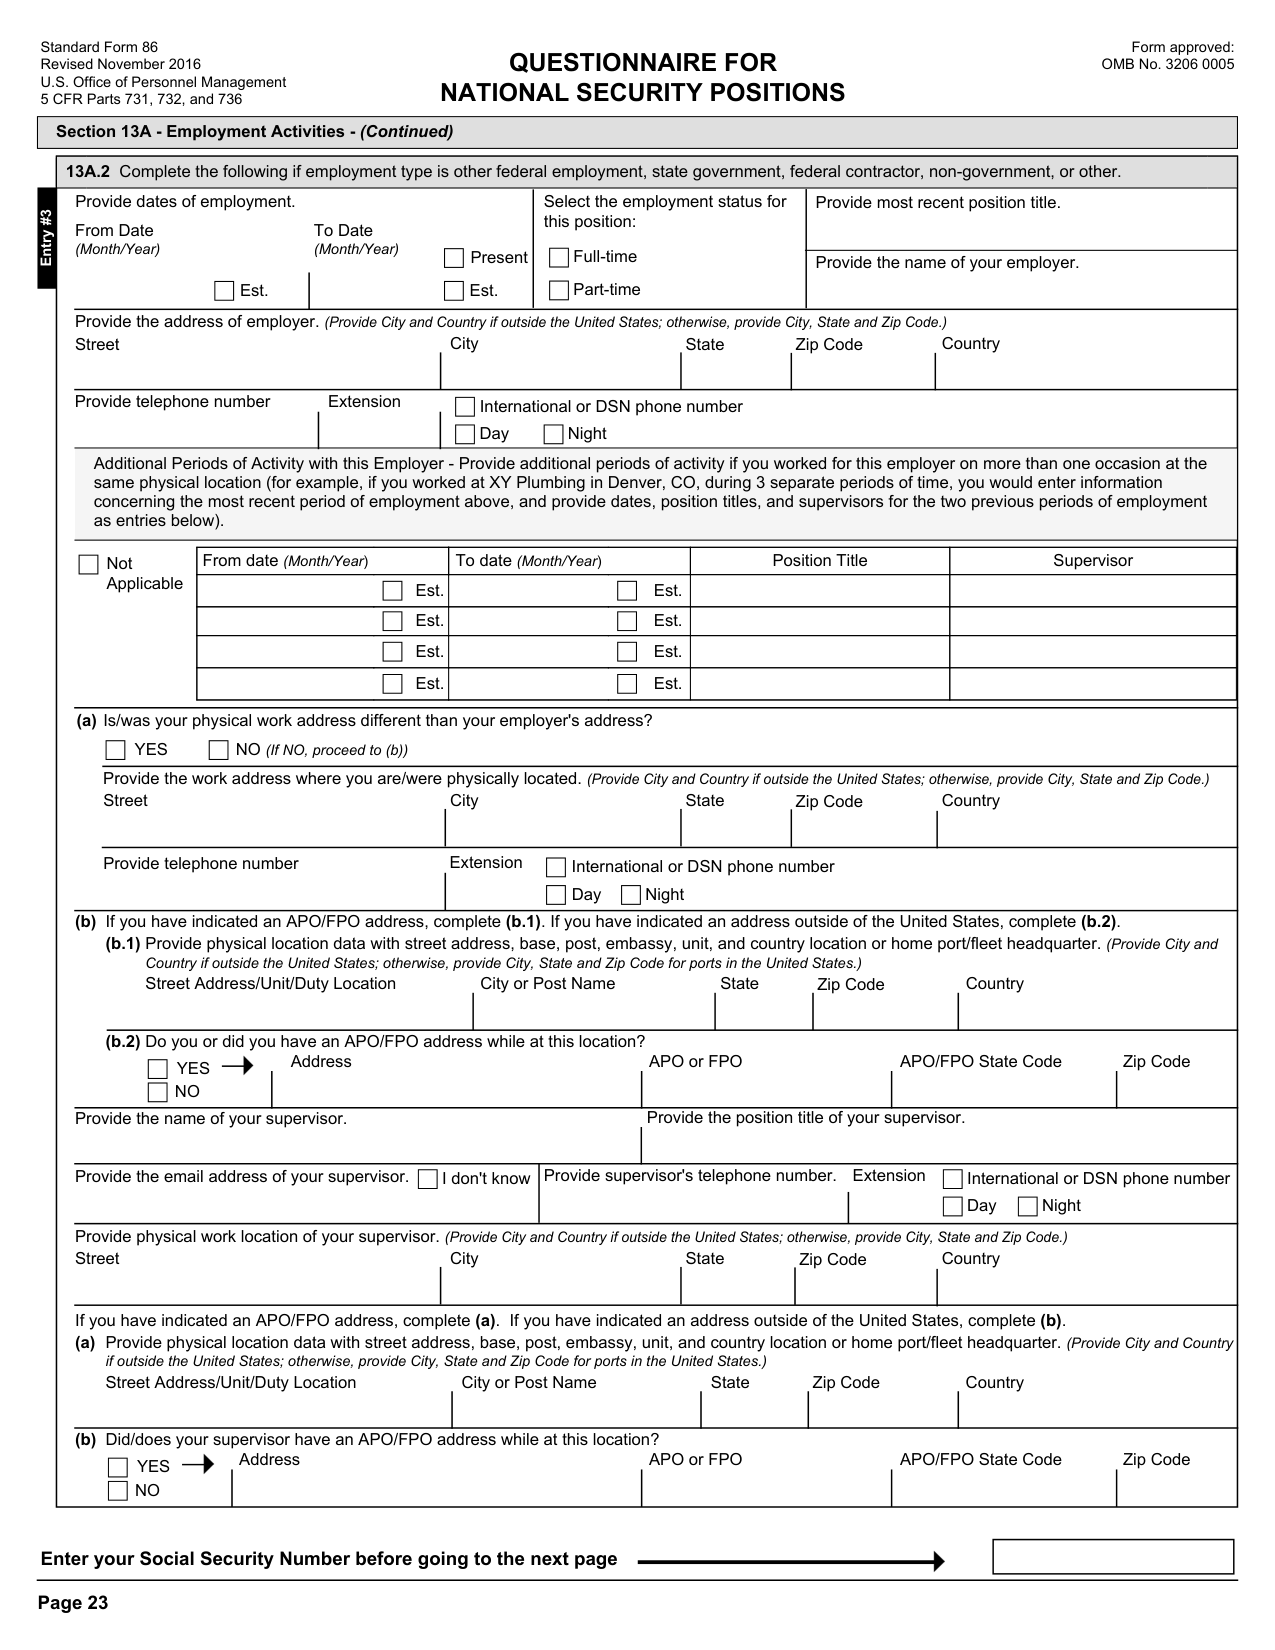 Standard Form 86
Revised November 2016
U.S. Office of Personnel Management
5 CFR Parts 731, 732, and 736
QUESTIONNAIRE FOR
NATIONAL SECURITY POSITIONS
Form approved:
OMB No. 3206 0005
Section 13A - Employment Activities - (Continued)
13A.2 Complete the following if employment type is other federal employment, state government, federal contractor, non-government, or other.
Entry #3
Provide dates of employment.
From Date
(Month/Year)
Est.
To Date
(Month/Year)
Present
Est.
Select the employment status for
this position:
Full-time
Part-time
Provide most recent position title.
Provide the name of your employer.
Provide the address of employer. (Provide City and Country if outside the United States; otherwise, provide City, State and Zip Code.)
Street City State Zip Code Country
Provide telephone number Extension International or DSN phone number
Day Night
Additional Periods of Activity with this Employer - Provide additional periods of activity if you worked for this employer on more than one occasion at the
same physical location (for example, if you worked at XY Plumbing in Denver, CO, during 3 separate periods of time, you would enter information
concerning the most recent period of employment above, and provide dates, position titles, and supervisors for the two previous periods of employment
as entries below).
Not
Applicable
From date (Month/Year) To date (Month/Year) Position Title Supervisor
Est. Est.
Est. Est.
Est. Est.
Est. Est.
(a) Is/was your physical work address different than your employer's address?
YES NO (If NO, proceed to (b))
Provide the work address where you are/were physically located. (Provide City and Country if outside the United States; otherwise, provide City, State and Zip Code.)
Street City State Zip Code Country
Provide telephone number Extension International or DSN phone number
Day Night
(b) If you have indicated an APO/FPO address, complete (b.1). If you have indicated an address outside of the United States, complete (b.2).
(b.1) Provide physical location data with street address, base, post, embassy, unit, and country location or home port/fleet headquarter. (Provide City and
Country if outside the United States; otherwise, provide City, State and Zip Code for ports in the United States.)
Street Address/Unit/Duty Location City or Post Name State Zip Code Country
(b.2) Do you or did you have an APO/FPO address while at this location?
YES Address APO or FPO APO/FPO State Code Zip Code
NO
Provide the name of your supervisor. Provide the position title of your supervisor.
Provide the email address of your supervisor. I don't know Provide supervisor's telephone number. Extension International or DSN phone number
Day Night
Provide physical work location of your supervisor. (Provide City and Country if outside the United States; otherwise, provide City, State and Zip Code.)
Street City State Zip Code Country
If you have indicated an APO/FPO address, complete (a). If you have indicated an address outside of the United States, complete (b).
(a) Provide physical location data with street address, base, post, embassy, unit, and country location or home port/fleet headquarter. (Provide City and Country
if outside the United States; otherwise, provide City, State and Zip Code for ports in the United States.)
Street Address/Unit/Duty Location City or Post Name State Zip Code Country
(b) Did/does your supervisor have an APO/FPO address while at this location?
YES Address APO or FPO APO/FPO State Code Zip Code
NO
Enter your Social Security Number before going to the next page
Page 23